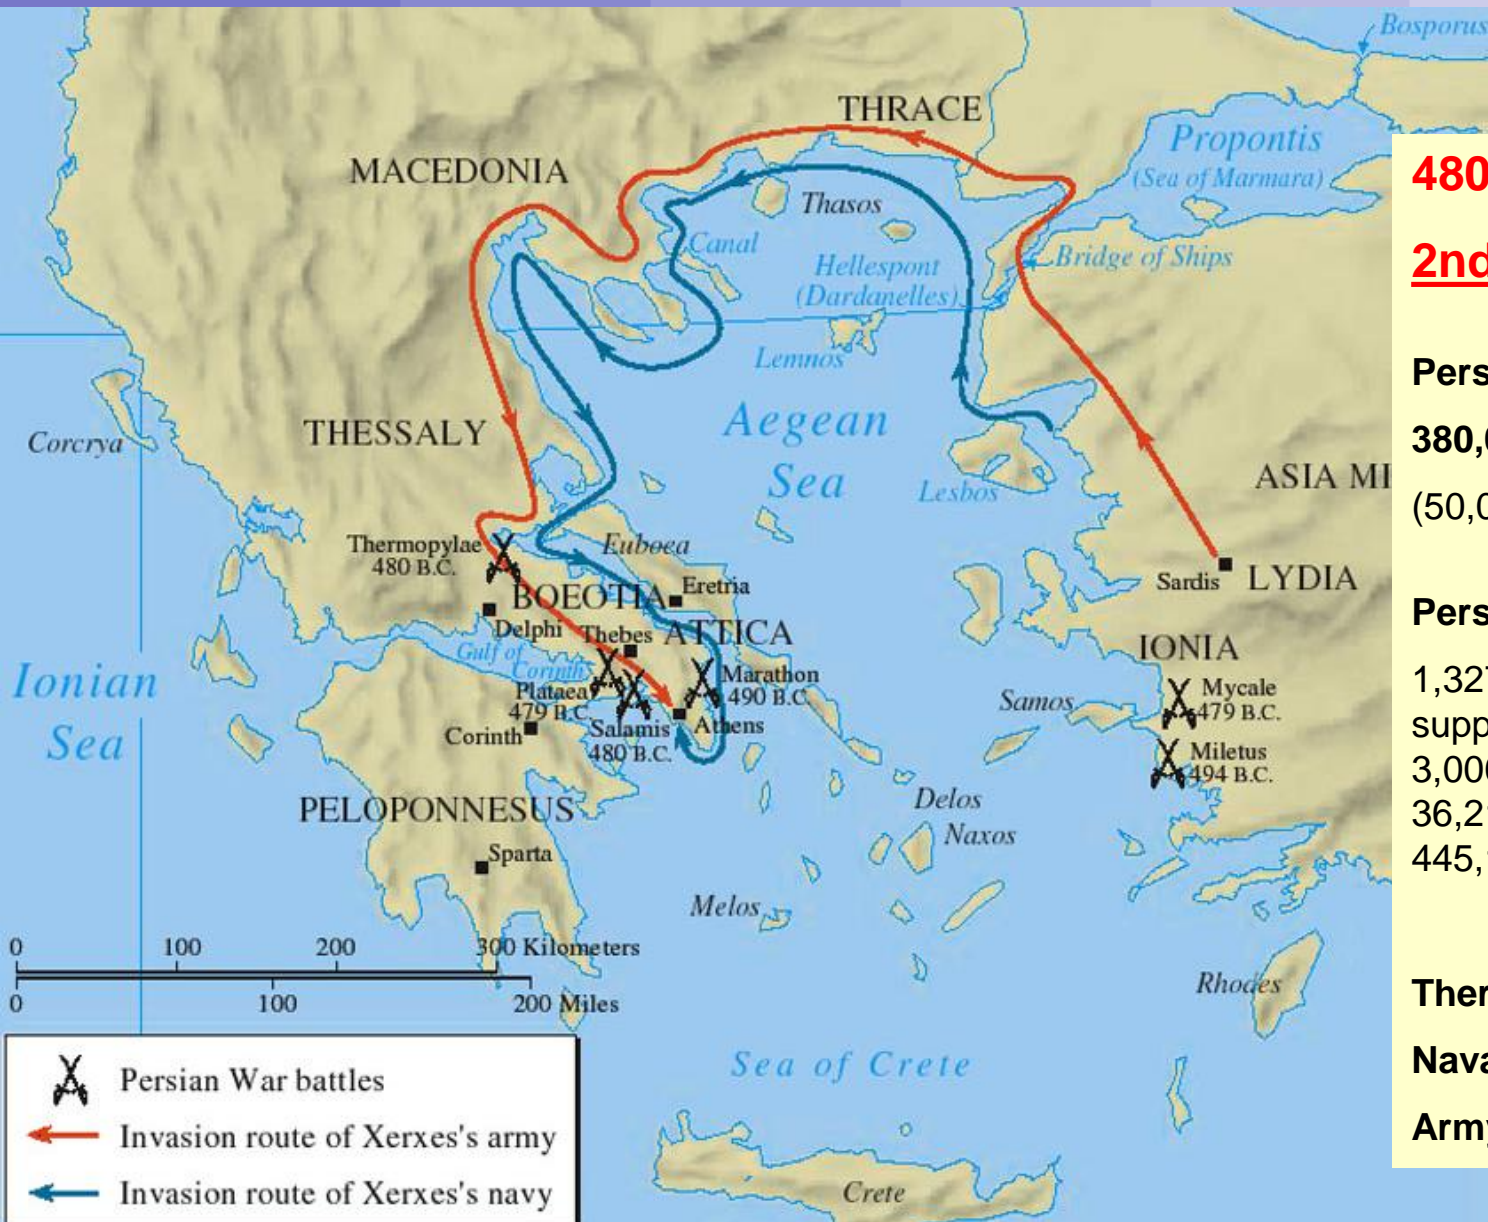 Bosporus
THRACE
Propontis
(Sea of Marmara)
MACEDONIA
Thasos
Canal
Hellespont
(Dardanelles)
Bridge of Ships
Lemnos
Aegean
Sea
Corcrya
THESSALY
Lesbos
ASIA MI
Thermopylae
480 B.C.
Euboea
Sardis
LYDIA
BOEOTIA
Eretria
Delphi
Thebes
ATTICA
Gulf of
Corinth
IONIA
Ionian
Sea
Plataea
479 B.C.
Marathon
490 B.C.
Samos
Mycale
479 B.C.
Corinth
Salamis
480 B.C.
Athens
Miletus
494 B.C.
PELOPONNESUS
Delos
Naxos
Sparta
Melos
Rhodes
0 100 200 300 Kilometers
0 100 200 Miles
Sea of Crete
Crete
Persian War battles
Invasion route of Xerxes's army
Invasion route of Xerxes's navy
480
2nd
Pers
380,
(50,0
Pers
1,327
supp
3,000
36,2
445,
Ther
Nava
Army